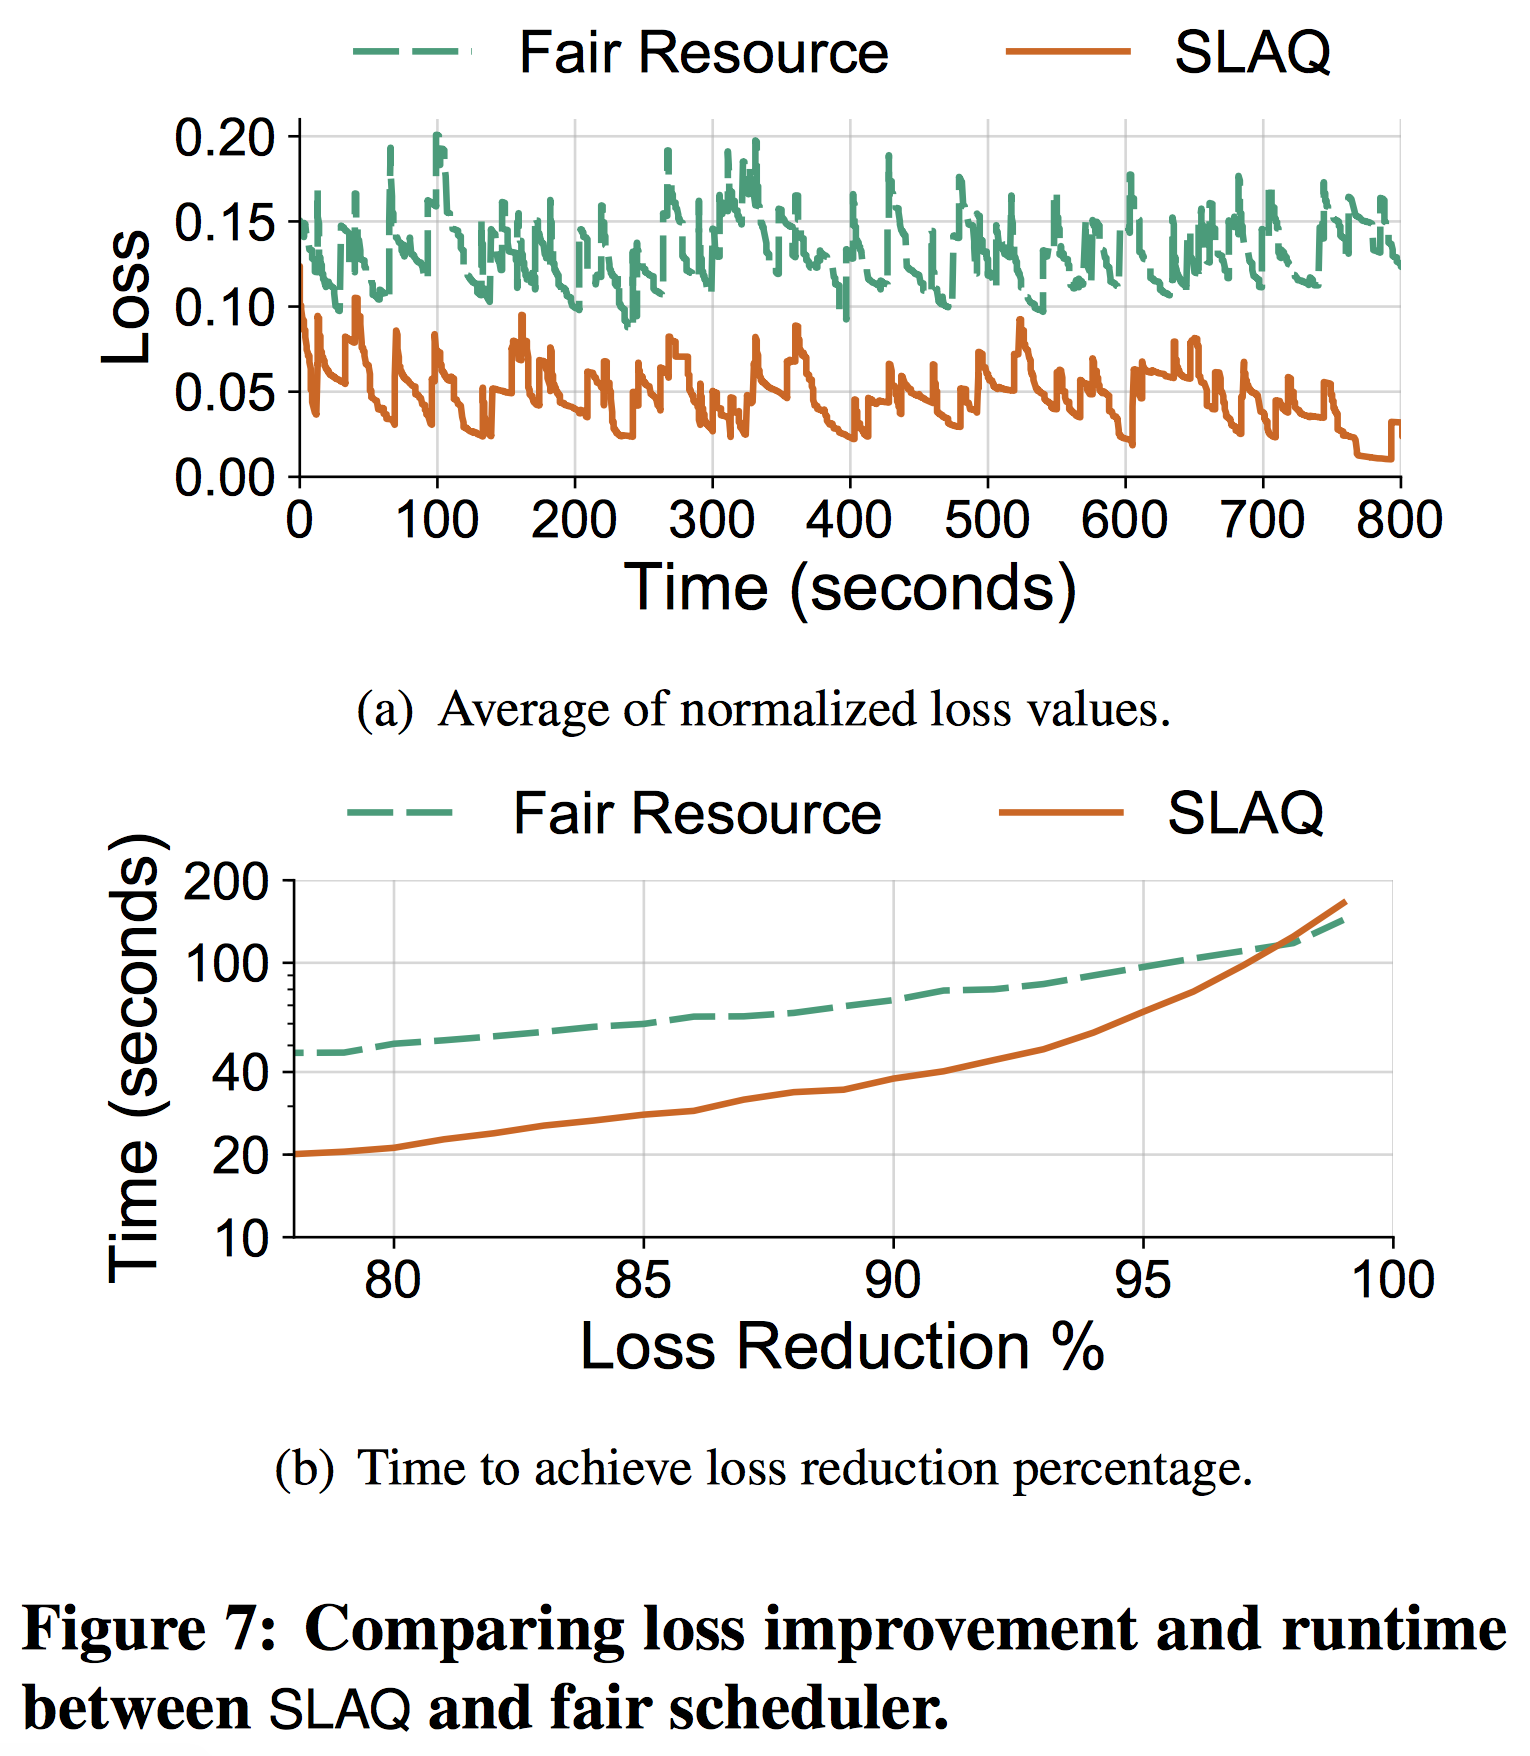 Fair Resource SLAQ
0.20
0.15
0.10
0.05
0.00
Loss
0 100 200 300 400 500 600 700 800
Time (seconds)
(a) Average of normalized loss values.
Fair Resource SLAQ
200
100
40
20
10
Time (seconds)
80 85 90 95 100
Loss Reduction %
(b) Time to achieve loss reduction percentage.
Figure 7: Comparing loss improvement and runtime
between SLAQ and fair scheduler.